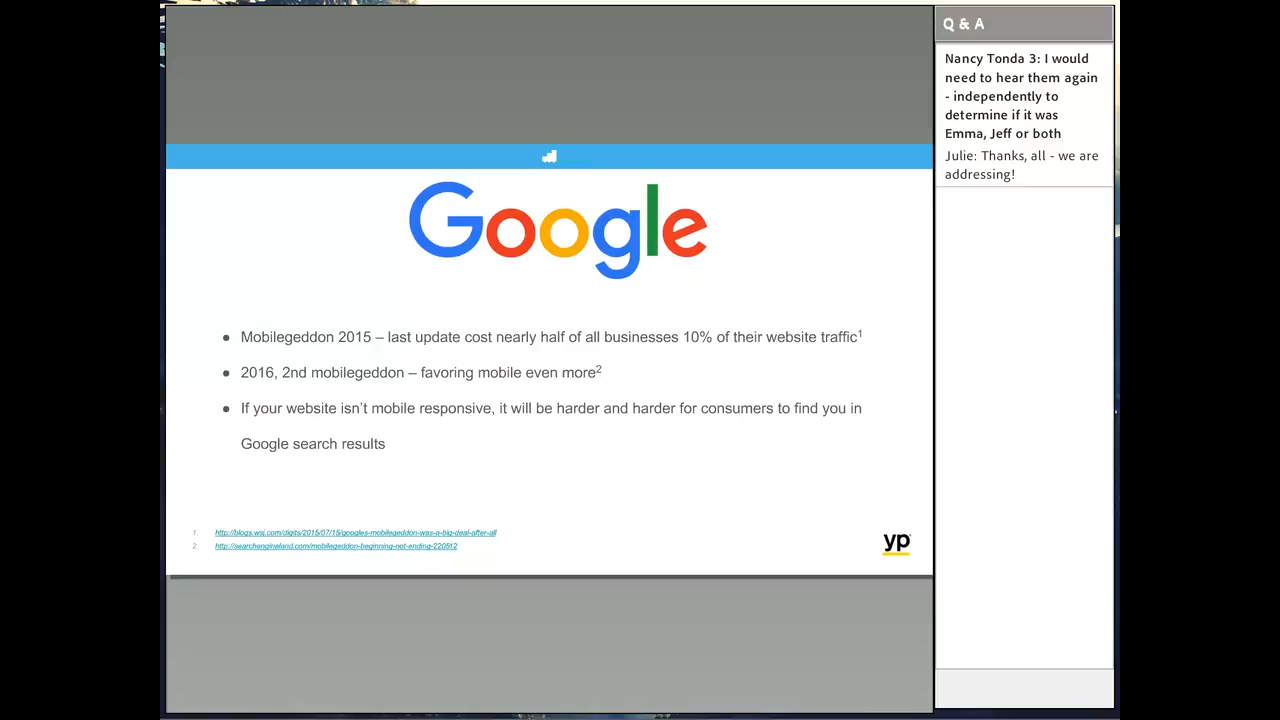 Google
● Mobilegeddon 2015 – last update cost nearly half of all businesses 10% of their website traffic1
● 2016, 2nd mobilegeddon – favoring mobile even more2
● If your website isn’t mobile responsive, it will be harder and harder for consumers to find you in
Google search results
1. http://blogs.wsj.com/digits/2015/07/15/googles-mobilegeddon-was-a-big-deal-after-all
2. http://searchengineland.com/mobilegeddon-beginning-not-ending-220512
yp
Q & A
Nancy Tonda 3: I would
need to hear them again
- independently to
determine if it was
Emma, Jeff or both
Julie: Thanks, all - we are
addressing!